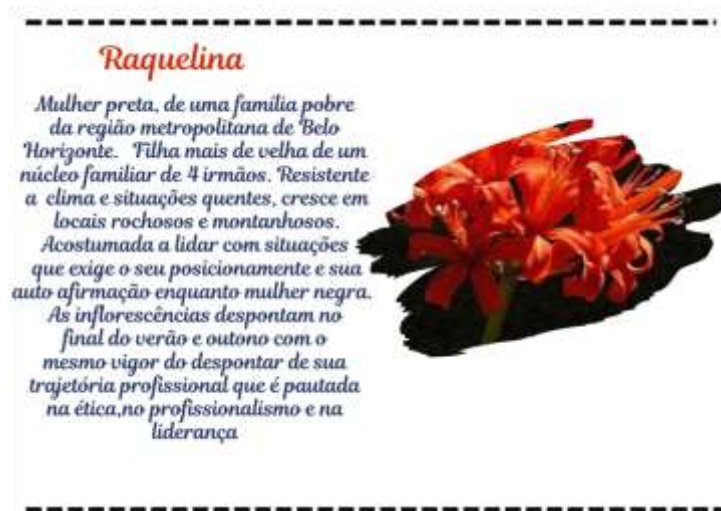 Raquelina
Mulher preta, de uma família pobre
da região metropolitana de Belo
Horizonte. Filha mais de velha de um
núcleo familiar de 4 irmãos. Resistente
a clima e situações quentes, cresce em
locais rochosos e montanhosos.
Acostumada a lidar com situações
que exige o seu posicionamente e sua
auto afirmação enquanto mulher negra.
As inflorescências despontam no
final do verão e outono com o
mesmo vigor do despontar de sua
trajetória profissional que é pautada
na ética,no profissionalismo e na
liderança